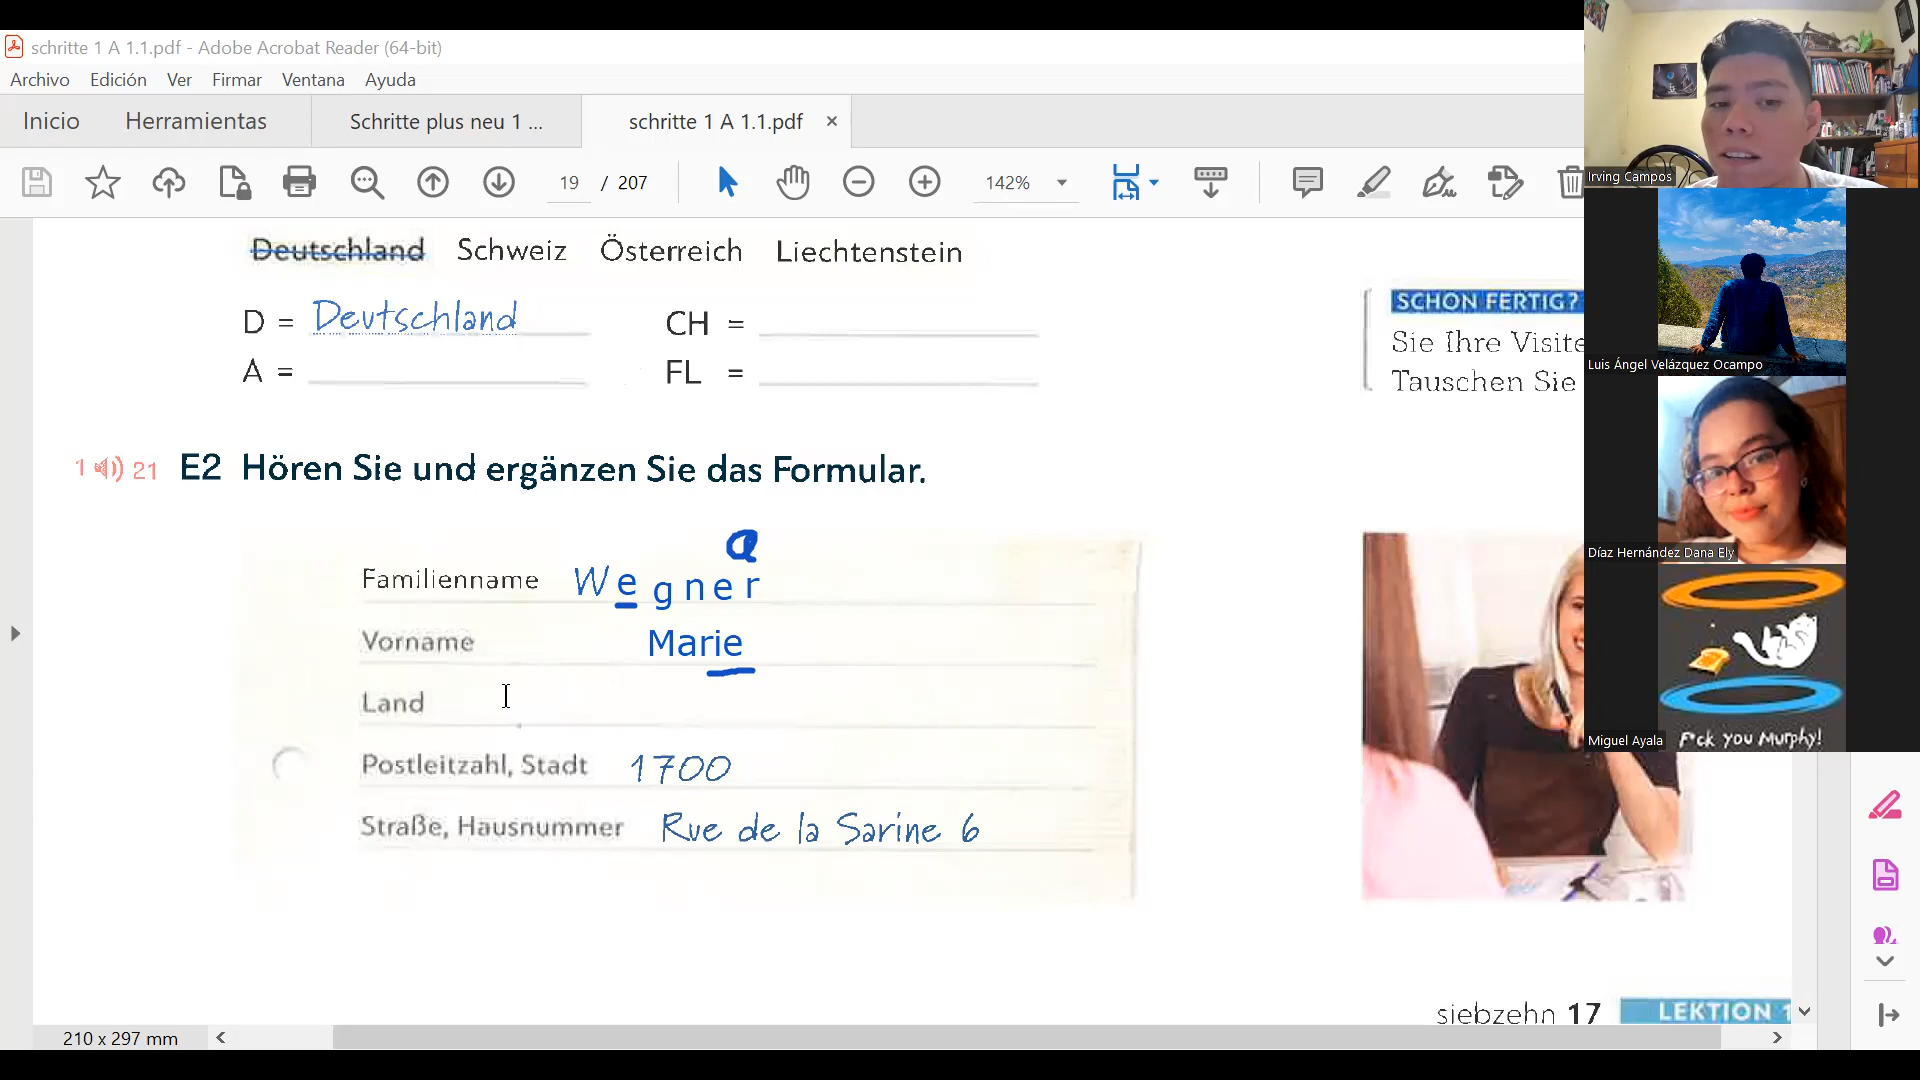 schritte 1 A 1.1.pdf - Adobe Acrobat Reader (64-bit)
Archivo Edición Ver Firmar Ventana Ayuda
Inicio Herramientas Schritte plus neu 1 ... schritte 1 A 1.1.pdf ×
19 / 207 142%
Deutschland Schweiz Österreich Liechtenstein
D = Deutschland CH =
A = FL =
SCHON FERTIG?
Sie Ihre Visite
Tauschen Sie
1 21 E2 Hören Sie und ergänzen Sie das Formular.
a
Familienname Wegner
Vorname Marie
Land
Postleitzahl, Stadt 1700
Straße, Hausnummer Rue de la Sarine 6
siebzehn 17 LEKTION 1
210 x 297 mm
Irving Campos
Luis Ángel Velázquez Ocampo
Díaz Hernández Dana Ely
Miguel Ayala
F*ck you Murphy!